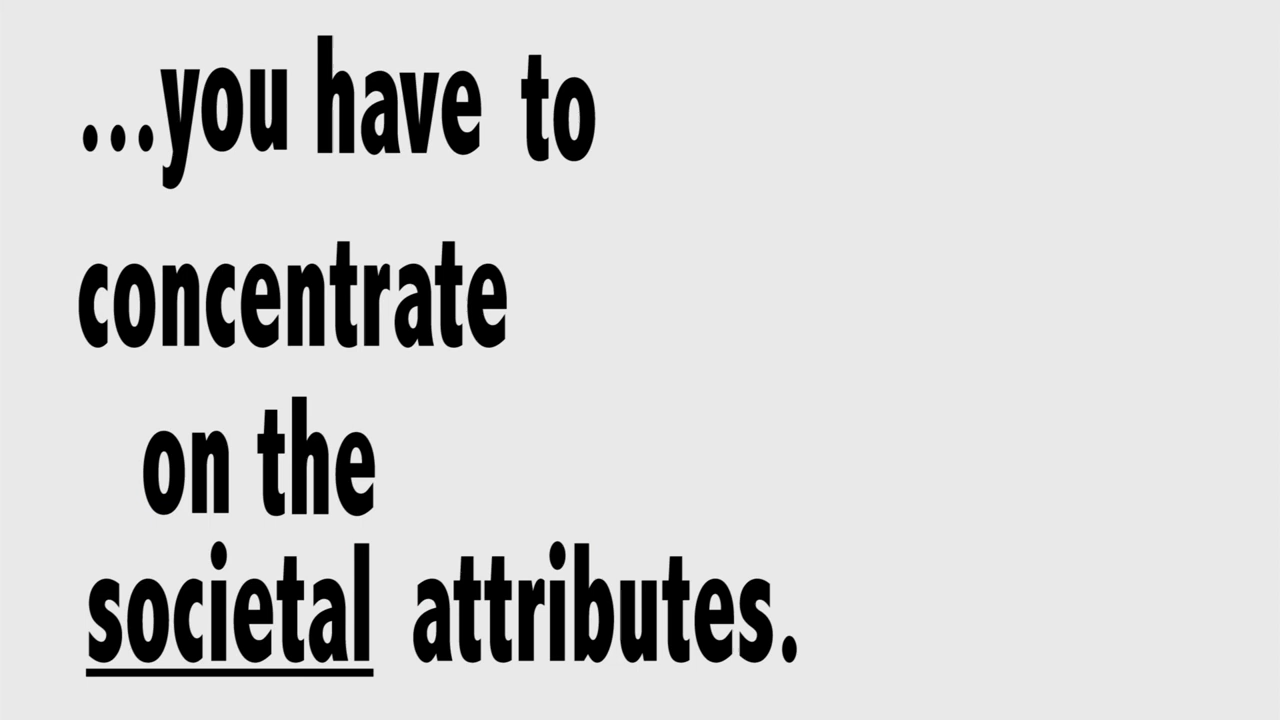 ...you have to
concentrate
on the
societal attributes.